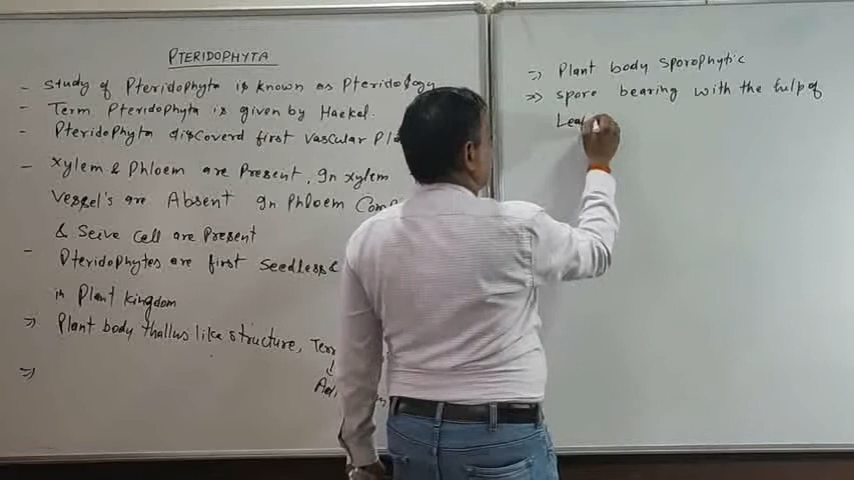 PTERIDOPHYTA
- Study of Pteridophyta is known as Pteridology
- Term Pteridophyta is given by Haekel.
- Pteridophyta discoverd first vascular
- Xylem & Phloem are Present. In xylem
Vessel's are Absent In Phloem
& Seive Cell are Present
- Pteridophytes are first Seedless &
in Plant kingdom
=> Plant body thallus like structure,
=>
=> Plant body sporophytic
=> Spore bearing with the fulp of